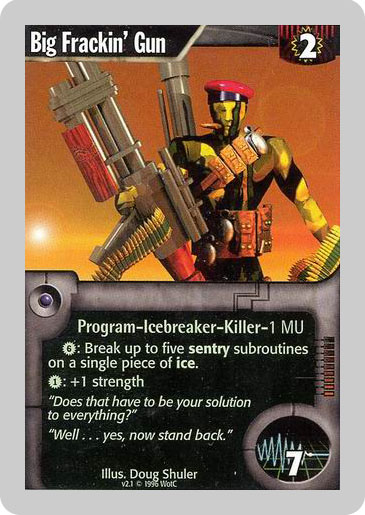 Big Frackin' Gun
2
Program-Icebreaker-Killer-1 MU
6: Break up to five sentry subroutines
on a single piece of ice.
1: +1 strength
"Does that have to be your solution
to everything?"
"Well . . . yes, now stand back."
7
Illus. Doug Shuler
v2.1 © 1996 WotC